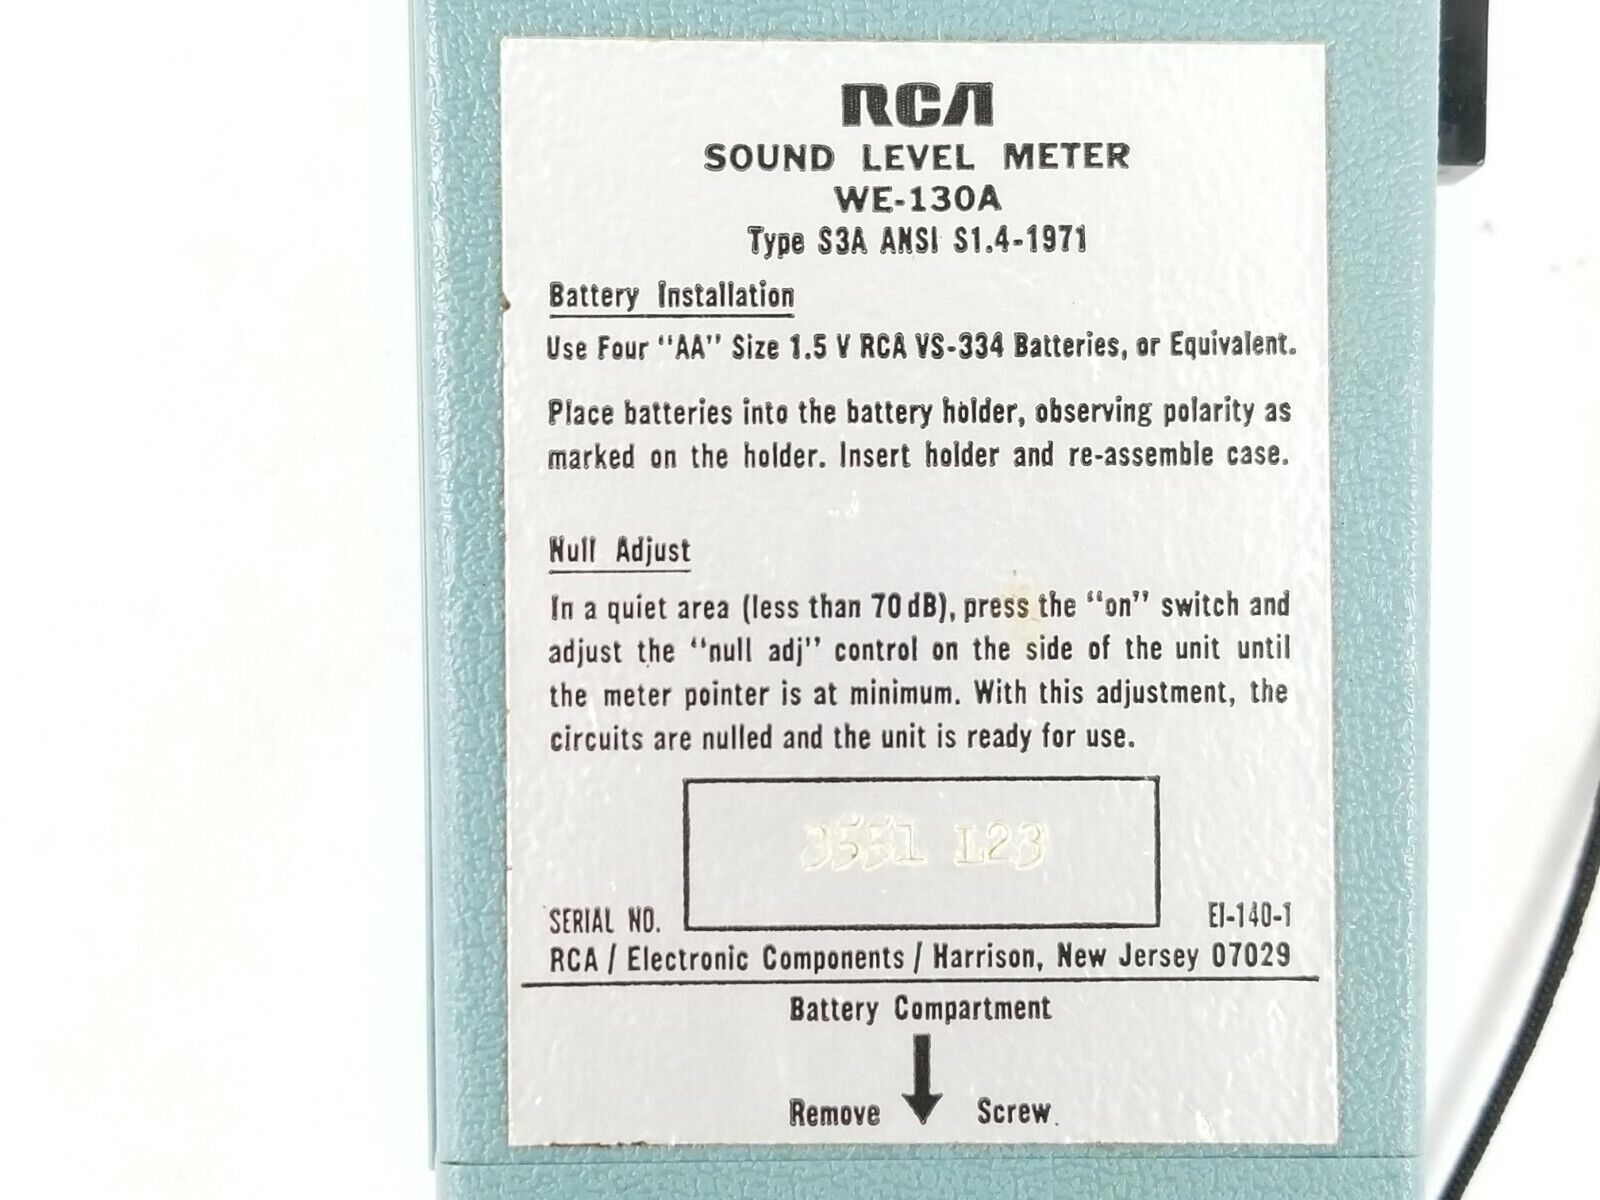 RCA
SOUND LEVEL METER
WE-130A
Type S3A ANSI S1.4-1971
Battery Installation
Use Four "AA" Size 1.5 V RCA VS-334 Batteries, or Equivalent.
Place batteries into the battery holder, observing polarity as
marked on the holder. Insert holder and re-assemble case.
Null Adjust
In a quiet area (less than 70 dB), press the "on" switch and
adjust the "null adj" control on the side of the unit until
the meter pointer is at minimum. With this adjustment, the
circuits are nulled and the unit is ready for use.
3551 L23
SERIAL NO. EI-140-1
RCA / Electronic Components / Harrison, New Jersey 07029
Battery Compartment
Remove Screw.